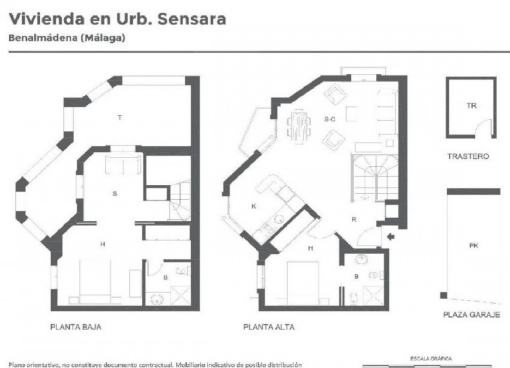 Vivienda en Urb. Sensara
Benalmádena (Málaga)
T
S
H
B
PLANTA BAJA
S-C
K
R
H
B
PLANTA ALTA
TR
TRASTERO
PK
PLAZA GARAJE
Plano orientativo, no constituye documento contractual. Mobiliario indicativo de posible distribución
ESCALA GRÁFICA